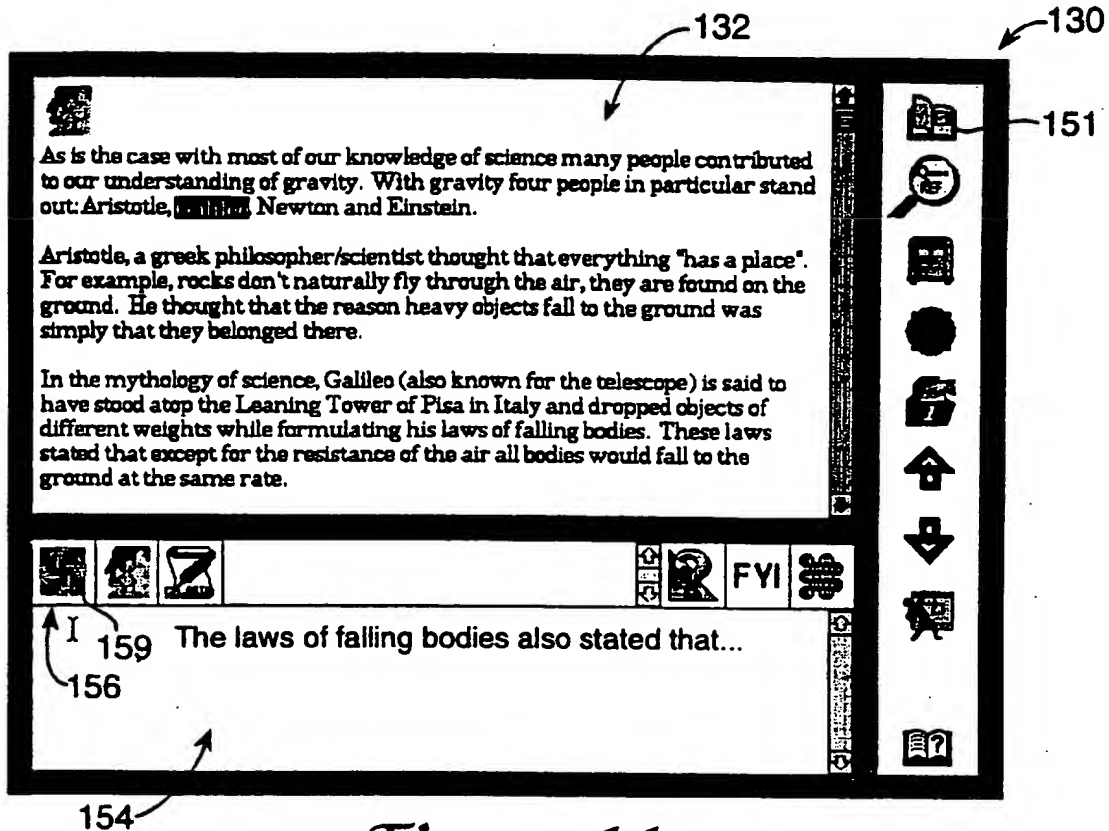 132
130
151
As is the case with most of our knowledge of science many people contributed
to our understanding of gravity. With gravity four people in particular stand
out: Aristotle, Newton and Einstein.
Aristotle, a greek philosopher/scientist thought that everything "has a place".
For example, rocks don't naturally fly through the air, they are found on the
ground. He thought that the reason heavy objects fall to the ground was
simply that they belonged there.
In the mythology of science, Galileo (also known for the telescope) is said to
have stood atop the Leaning Tower of Pisa in Italy and dropped objects of
different weights while formulating his laws of falling bodies. These laws
stated that except for the resistance of the air all bodies would fall to the
ground at the same rate.
FYI
159
The laws of falling bodies also stated that...
156
?
154